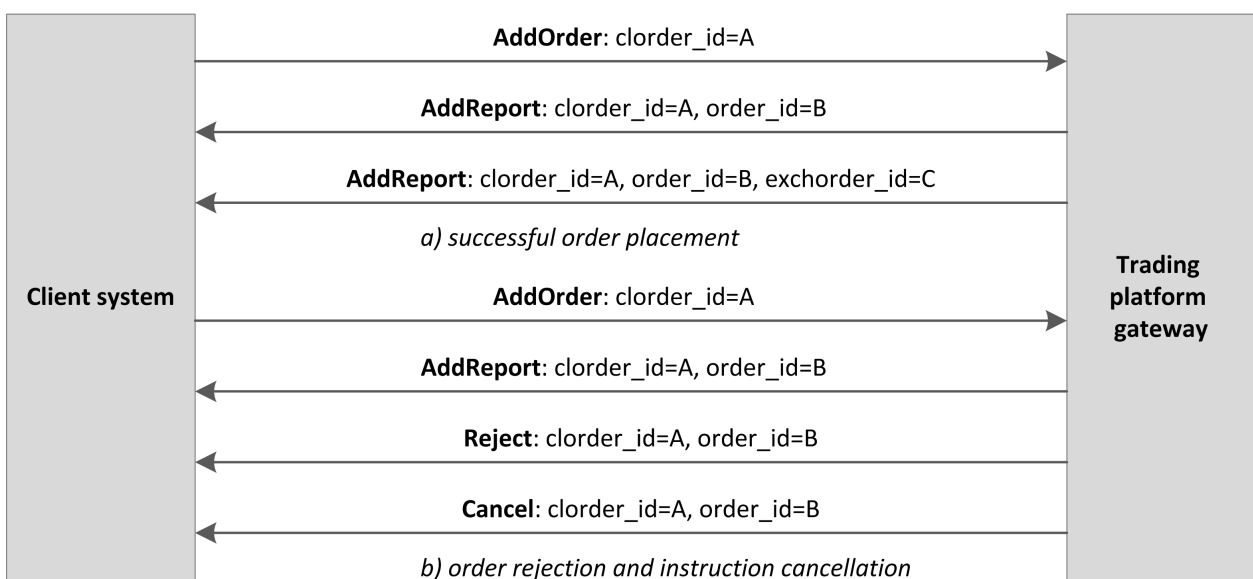 AddOrder: clorder_id=A
AddReport: clorder_id=A, order_id=B
AddReport: clorder_id=A, order_id=B, exchorder_id=C
a) successful order placement
Client system
Trading
platform
gateway
AddOrder: clorder_id=A
AddReport: clorder_id=A, order_id=B
Reject: clorder_id=A, order_id=B
Cancel: clorder_id=A, order_id=B
b) order rejection and instruction cancellation